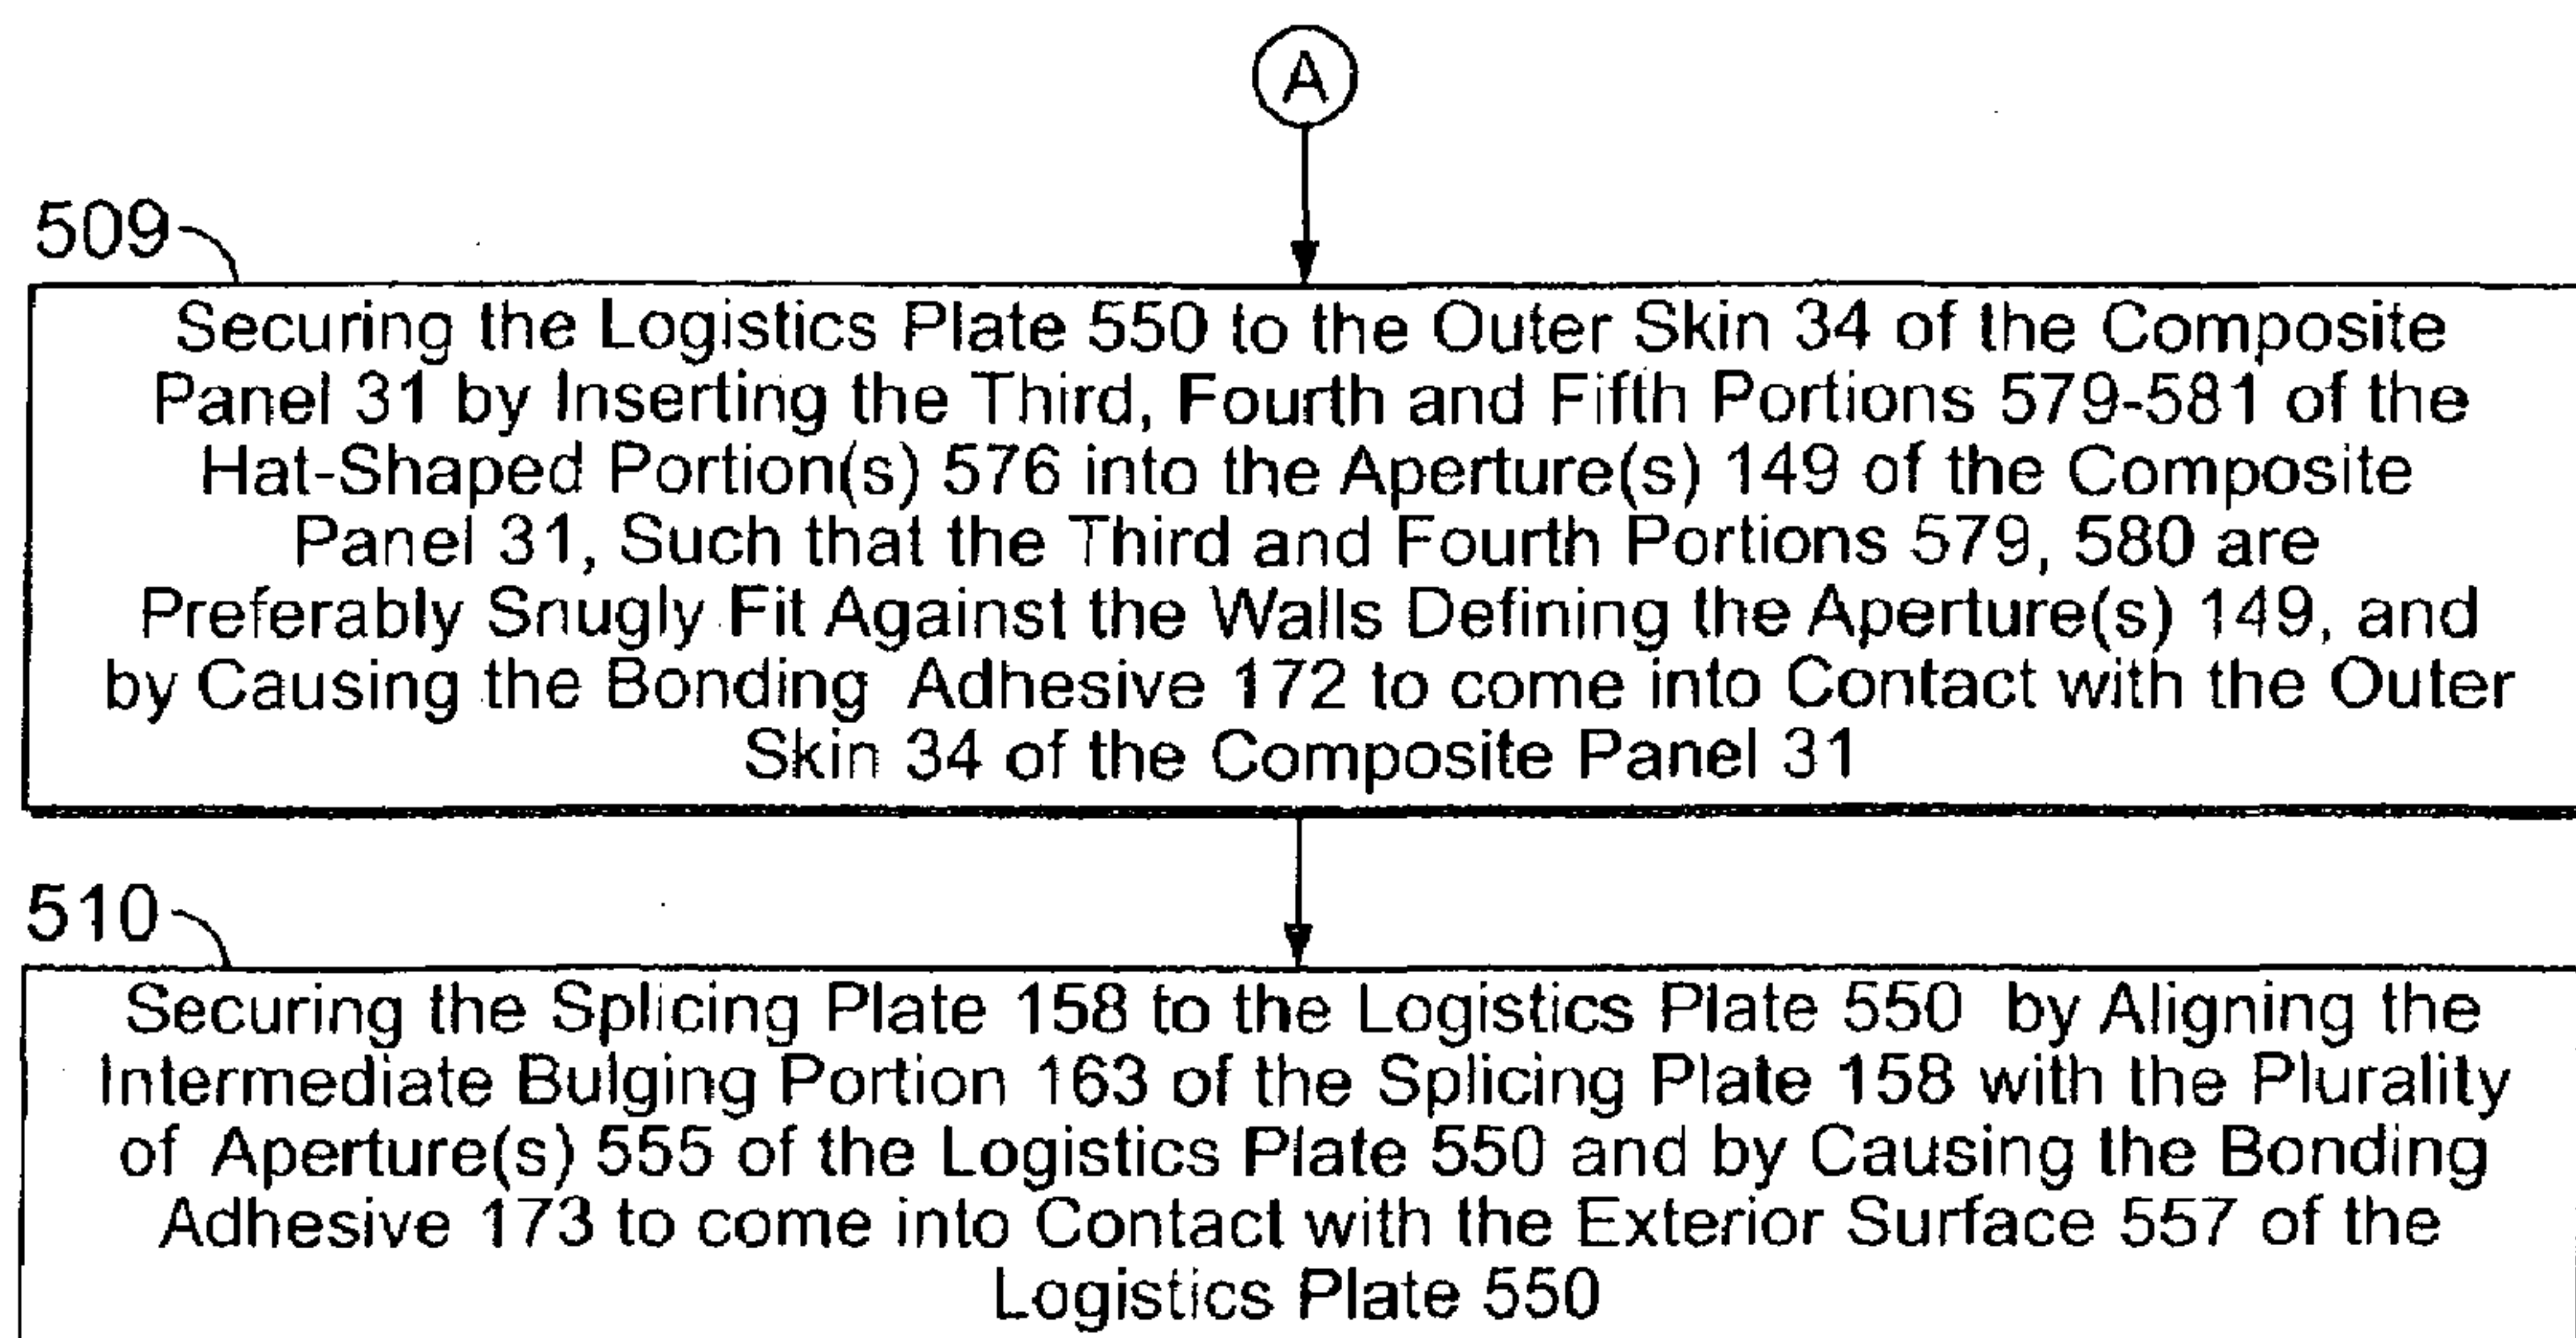 A
509
Securing the Logistics Plate 550 to the Outer Skin 34 of the Composite
Panel 31 by Inserting the Third, Fourth and Fifth Portions 579-581 of the
Hat-Shaped Portion(s) 576 into the Aperture(s) 149 of the Composite
Panel 31, Such that the Third and Fourth Portions 579, 580 are
Preferably Snugly Fit Against the Walls Defining the Aperture(s) 149, and
by Causing the Bonding Adhesive 172 to come into Contact with the Outer
Skin 34 of the Composite Panel 31
510
Securing the Splicing Plate 158 to the Logistics Plate 550 by Aligning the
Intermediate Bulging Portion 163 of the Splicing Plate 158 with the Plurality
of Aperture(s) 555 of the Logistics Plate 550 and by Causing the Bonding
Adhesive 173 to come into Contact with the Exterior Surface 557 of the
Logistics Plate 550